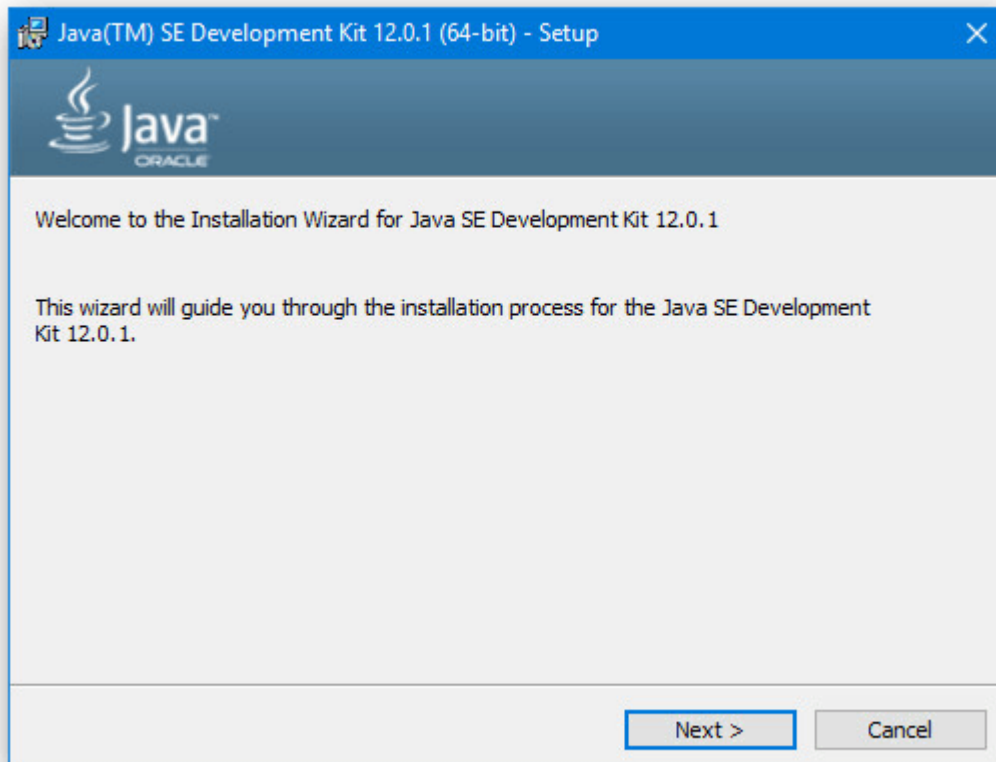 Java(TM) SE Development Kit 12.0.1 (64-bit) - Setup
Java™
ORACLE
Welcome to the Installation Wizard for Java SE Development Kit 12.0.1
This wizard will guide you through the installation process for the Java SE Development
Kit 12.0.1.
Next >
Cancel